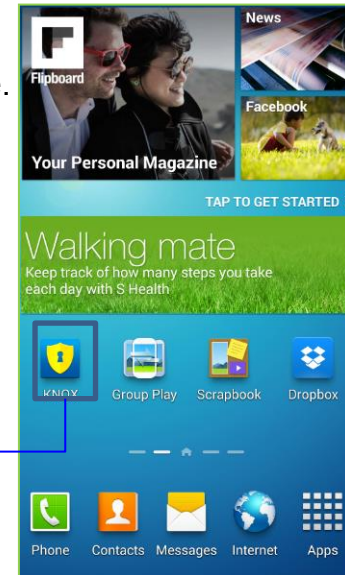 News
Flipboard
.
Facebook
Your Personal Magazine
TAP TO GET STARTED
Walking mate
Keep track of how many steps you take
each day with S Health
KNOX
Group Play
Scrapbook
Dropbox
Phone
Contacts
Messages
Internet
Apps